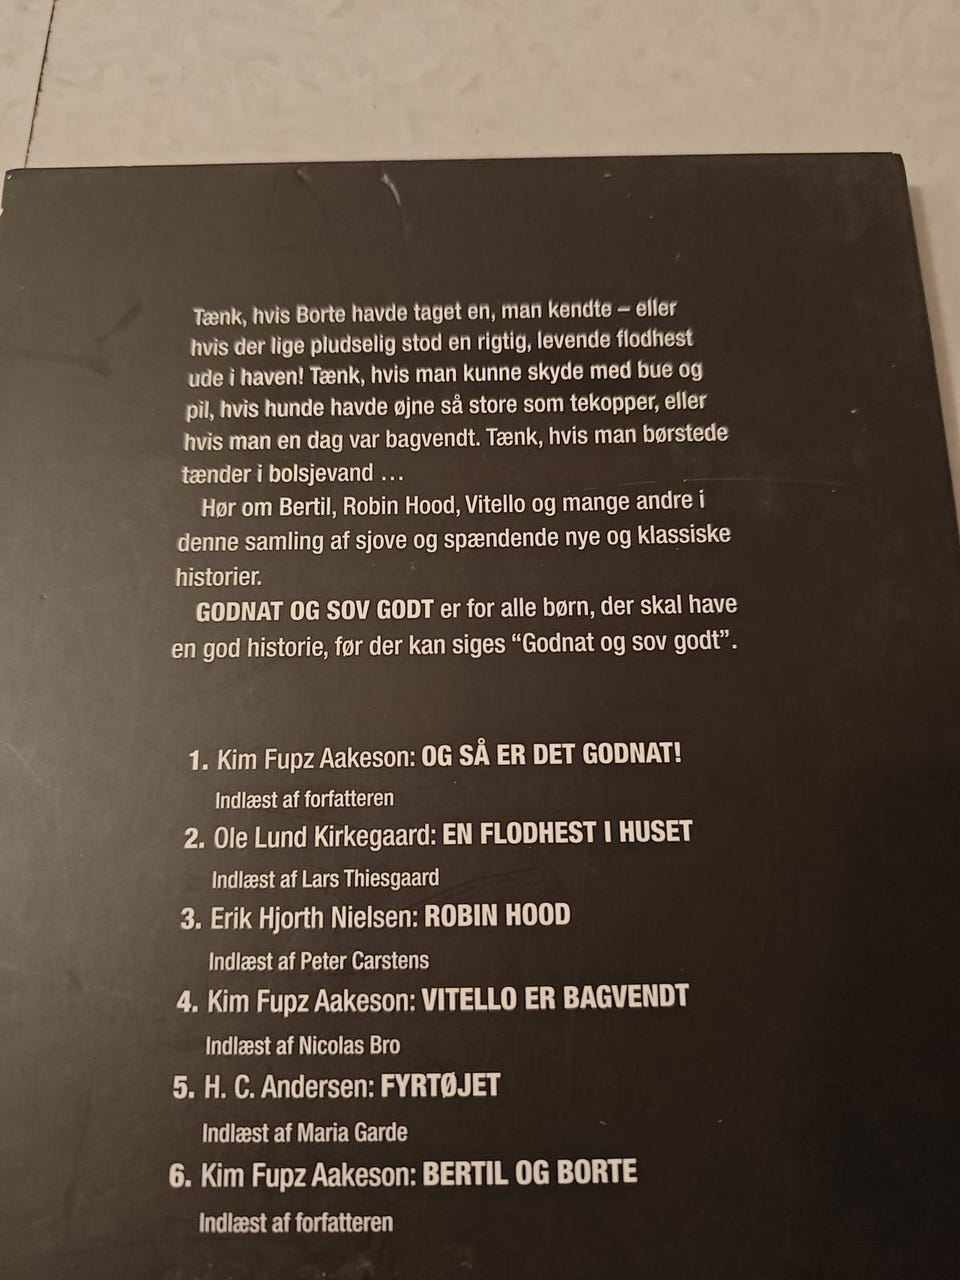 Tænk, hvis Borte havde taget en, man kendte – eller
hvis der lige pludselig stod en rigtig, levende flodhest
ude i haven! Tænk, hvis man kunne skyde med bue og
pil, hvis hunde havde øjne så store som tekopper, eller
hvis man en dag var bagvendt. Tænk, hvis man børstede
tænder i bolsjevand ...
Hør om Bertil, Robin Hood, Vitello og mange andre i
denne samling af sjove og spændende nye og klassiske
historier.
GODNAT OG SOV GODT er for alle børn, der skal have
en god historie, før der kan siges “Godnat og sov godt”.
1. Kim Fupz Aakeson: OG SÅ ER DET GODNAT!
Indlæst af forfatteren
2. Ole Lund Kirkegaard: EN FLODHEST I HUSET
Indlæst af Lars Thiesgaard
3. Erik Hjorth Nielsen: ROBIN HOOD
Indlæst af Peter Carstens
4. Kim Fupz Aakeson: VITELLO ER BAGVENDT
Indlæst af Nicolas Bro
5. H. C. Andersen: FYRTØJET
Indlæst af Maria Garde
6. Kim Fupz Aakeson: BERTIL OG BORTE
Indlæst af forfatteren